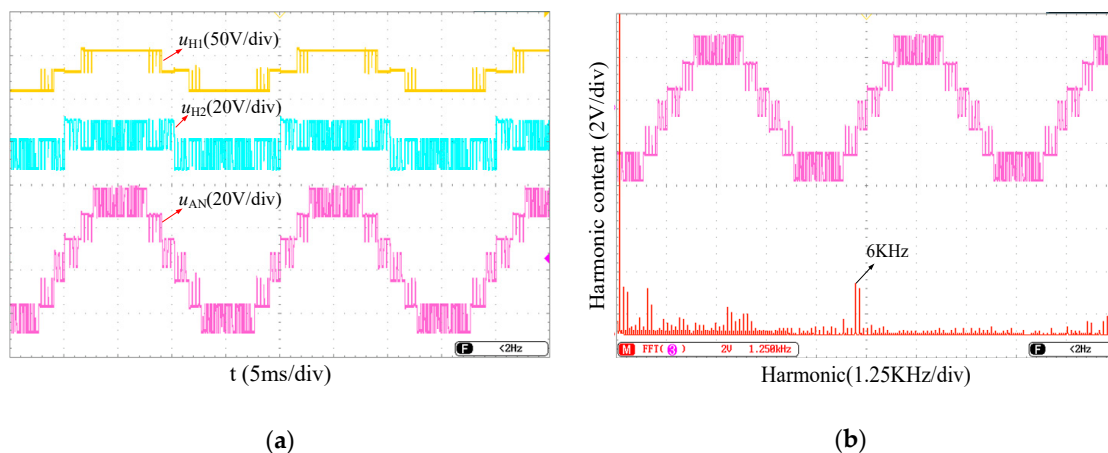 uH1(50V/div)
uH2(20V/div)
uAN(20V/div)
F <2Hz
t (5ms/div)
(a)
Harmonic content (2V/div)
6KHz
M FFT( 3 ) 2V 1.250kHz
F <2Hz
Harmonic(1.25KHz/div)
(b)